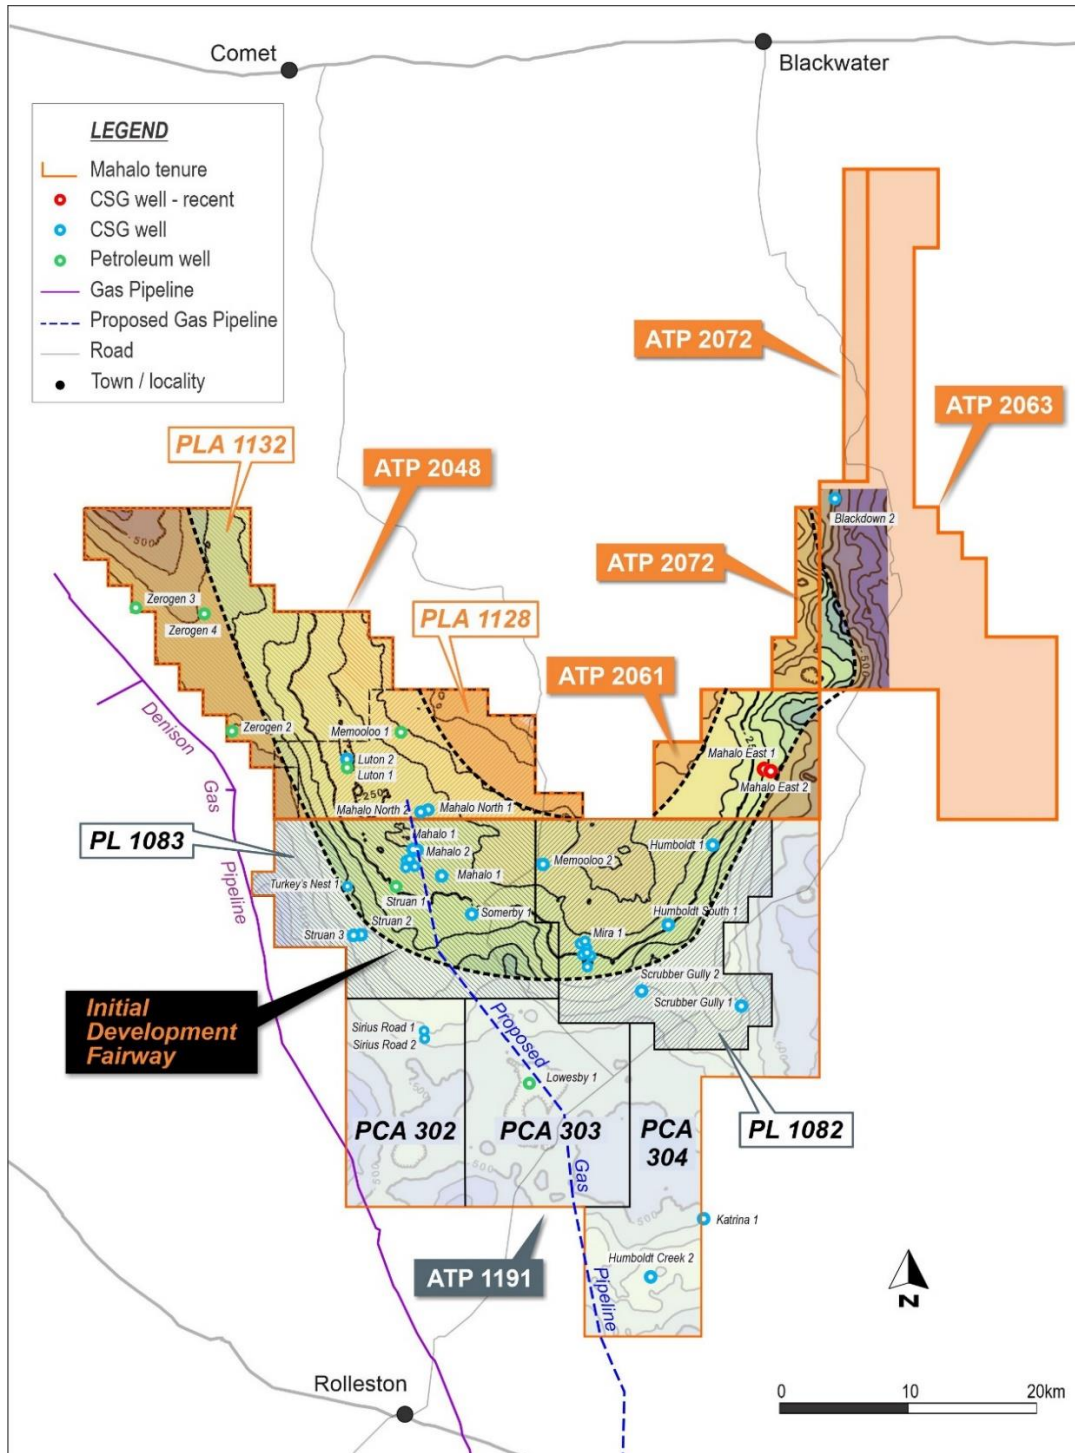 Comet
Blackwater
LEGEND
Mahalo tenure
CSG well - recent
CSG well
Petroleum well
Gas Pipeline
Proposed Gas Pipeline
Road
Town / locality
ATP 2072
ATP 2063
PLA 1132
ATP 2048
Blackdown 2
500
ATP 2072
Zerogen 3
Zerogen 4
PLA 1128
500
ATP 2061
Denison
Gas
Pipeline
Zerogen 2
Memooloo 1
Luton 2
Luton 1
250
Mahalo East 1
Mahalo East 2
Mahalo North 2
Mahalo North 1
PL 1083
Mahalo 1
Mahalo 2
Mahalo 1
Memooloo 2
Humboldt 1
Turkey's Nest 1
Struan 1
Struan 2
Struan 3
Somerby 1
Humboldt South 1
Mira 1
Scrubber Gully 2
Scrubber Gully 1
Initial
Development
Fairway
Sirius Road 1
Sirius Road 2
Proposed
Lowesby 1
PCA 302
PCA 303
PCA
304
PL 1082
500
500
500
Gas
Pipeline
Katrina 1
ATP 1191
Humboldt Creek 2
N
Rolleston
0
10
20km